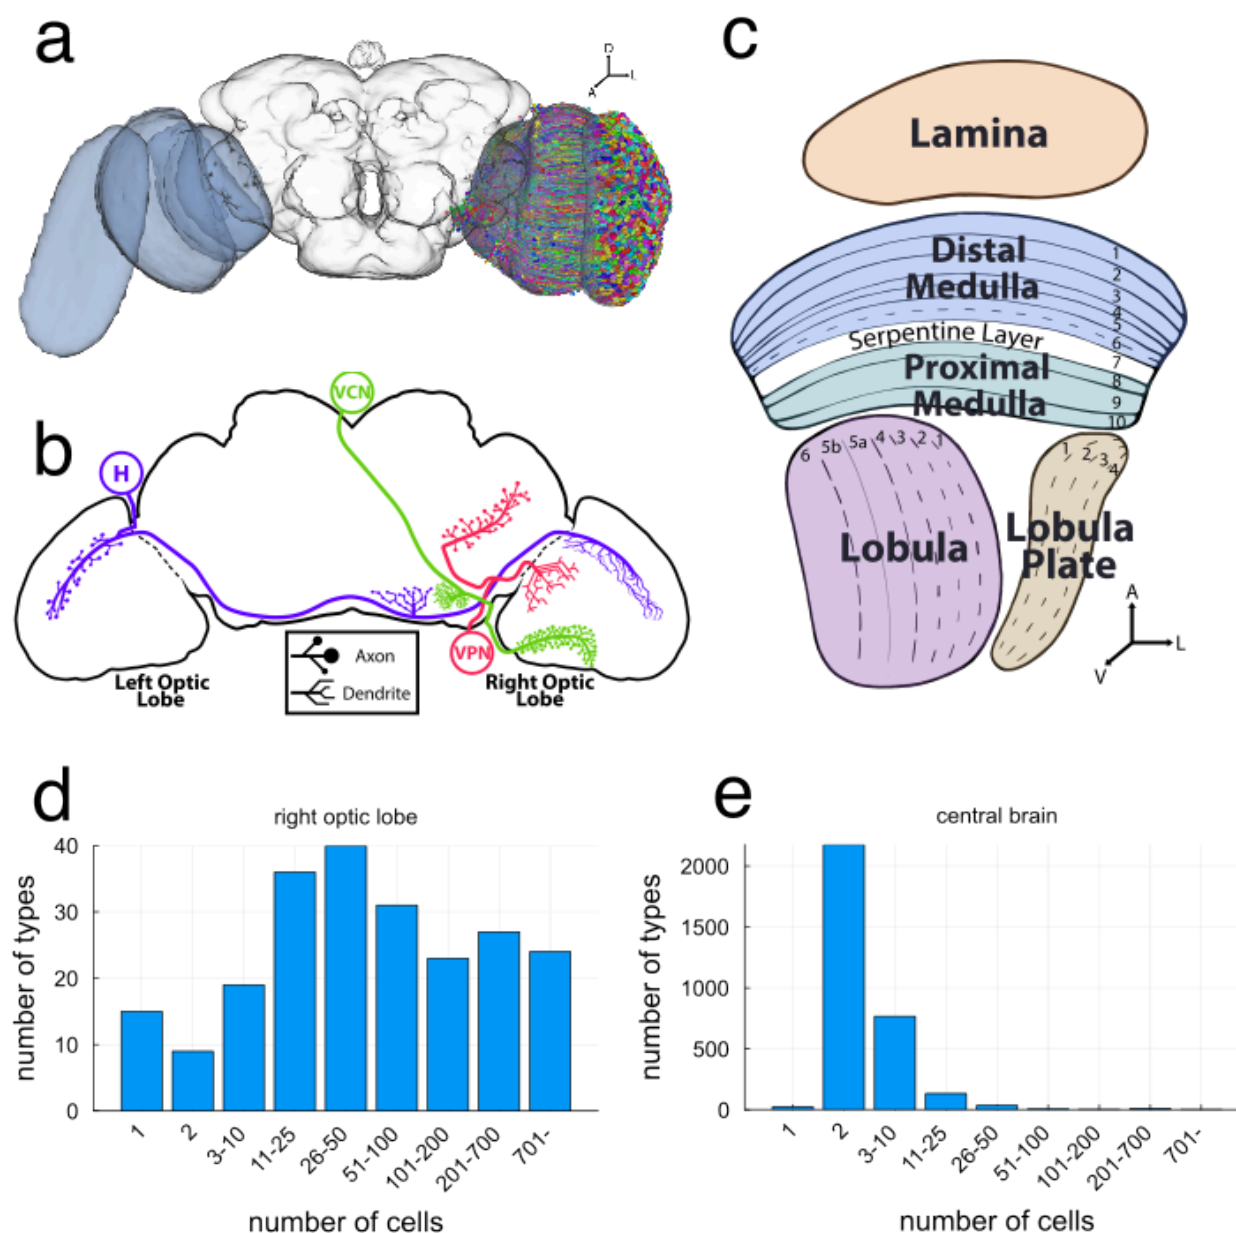 a
D
L
A
b
VCN
H
VPN
Axon
Dendrite
Left Optic
Lobe
Right Optic
Lobe
c
Lamina
Distal
Medulla
1
2
3
4
5
6
Serpentine Layer
7
Proximal
Medulla
8
9
10
6 5b 5a 4 3 2 1
Lobula
1 2 3 4
Lobula
Plate
A
L
V
d
right optic lobe
number of types
40
30
20
10
0
1
2
3-10
11-25
26-50
51-100
101-200
201-700
701-
number of cells
e
central brain
number of types
2000
1500
1000
500
0
1
2
3-10
11-25
26-50
51-100
101-200
201-700
701-
number of cells